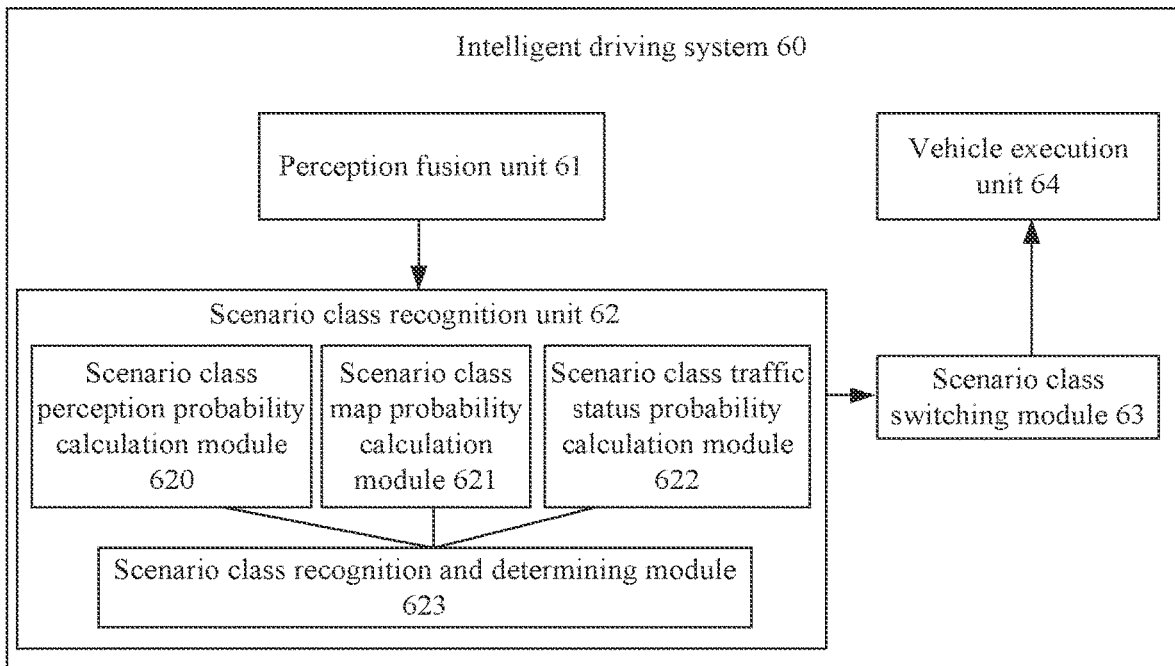 Intelligent driving system 60
Perception fusion unit 61
Vehicle execution
unit 64
Scenario class recognition unit 62
Scenario class
perception probability
calculation module
620
Scenario class
map probability
calculation
module 621
Scenario class traffic
status probability
calculation module
622
Scenario class
switching module 63
Scenario class recognition and determining module
623